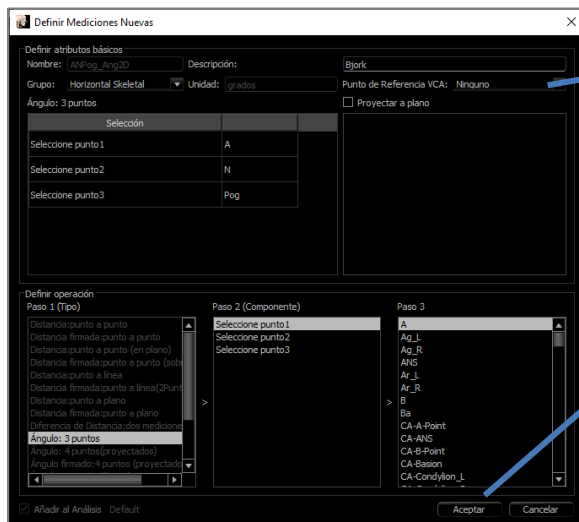 Definir Mediciones Nuevas
Definir atributos básicos
Nombre: ANPog_Ang2D Descripción: Bjork
Grupo: Horizontal Skeletal Unidad: grados Punto de Referencia VCA: Ninguno
Ángulo: 3 puntos Proyectar a plano
Selección
Seleccione punto1 A
Seleccione punto2 N
Seleccione punto3 Pog
Definir operación
Paso 1 (Tipo) Paso 2 (Componente) Paso 3
Distancia:punto a punto Seleccione punto1 A
Distancia firmada:punto a punto Seleccione punto2 Ag_L
Distancia:punto a punto (en plano) Seleccione punto3 Ag_R
Distancia firmada:punto a punto (sob ANS
Distancia:punto a línea Ar_L
Distancia firmada:punto a línea(2Punt Ar_R
Distancia:punto a plano > > B
Distancia firmada:punto a plano Ba
Diferencia de Distancia:dos medicione CA-A-Point
Ángulo: 3 puntos CA-ANS
Ángulo: 4 puntos(proyectados) CA-B-Point
Ángulo firmado:4 puntos (proyectado CA-Basion
CA-Condylion_L
Añadir al Análisis Default Aceptar Cancelar